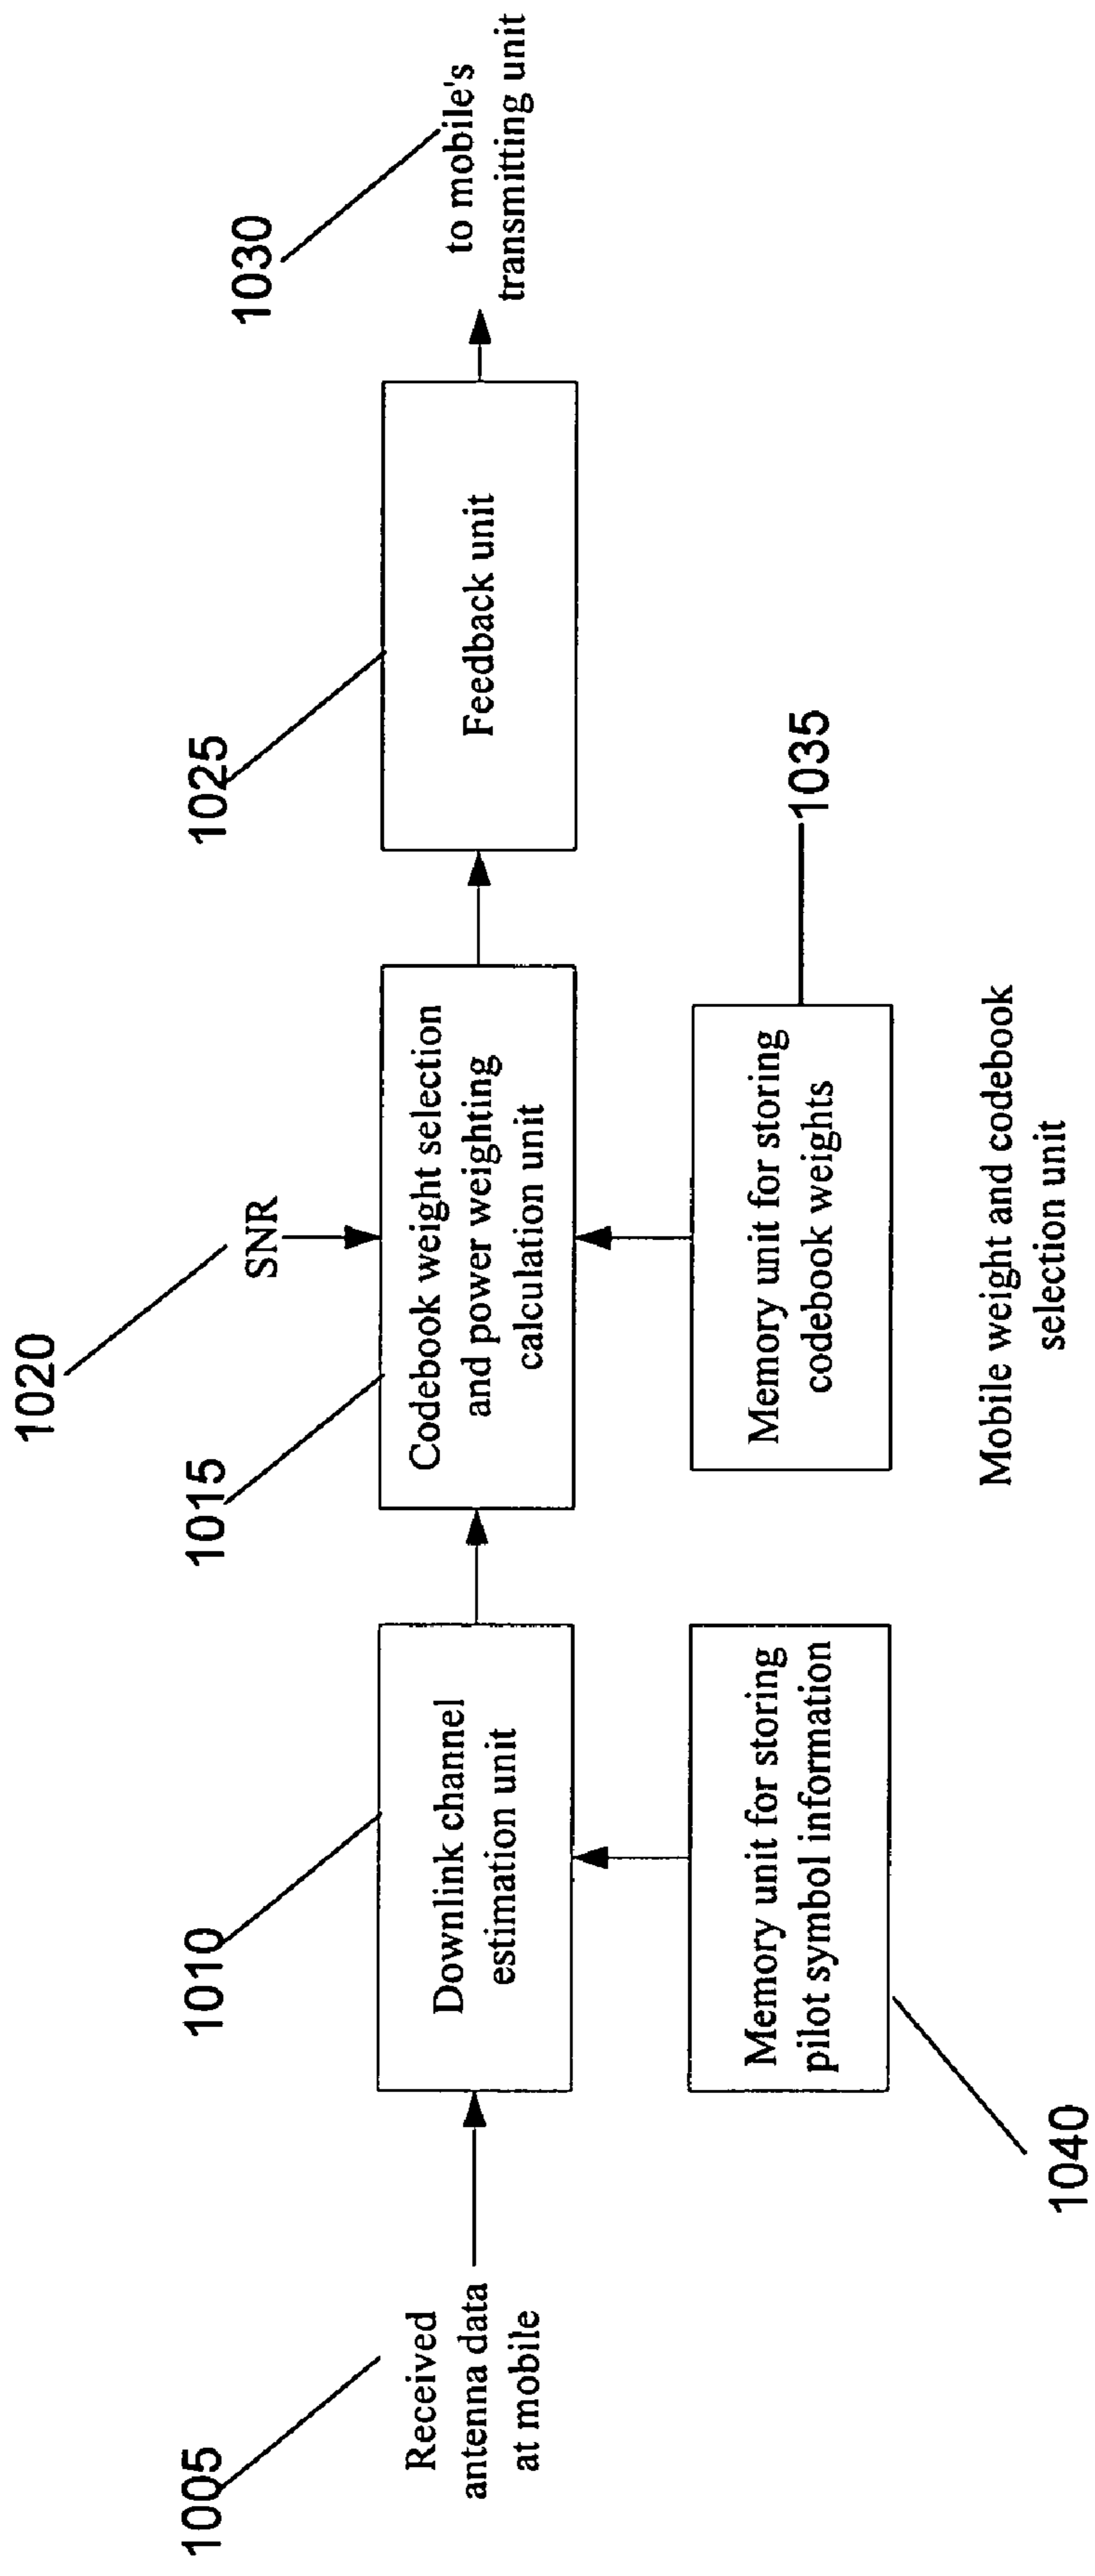 1005
Received
antenna data
at mobile
1010
Downlink channel
estimation unit
1040
Memory unit for storing
pilot symbol information
1015
Codebook weight selection
and power weighting
calculation unit
1020
SNR
1035
Memory unit for storing
codebook weights
1025
Feedback unit
1030
to mobile's
transmitting unit
Mobile weight and codebook
selection unit